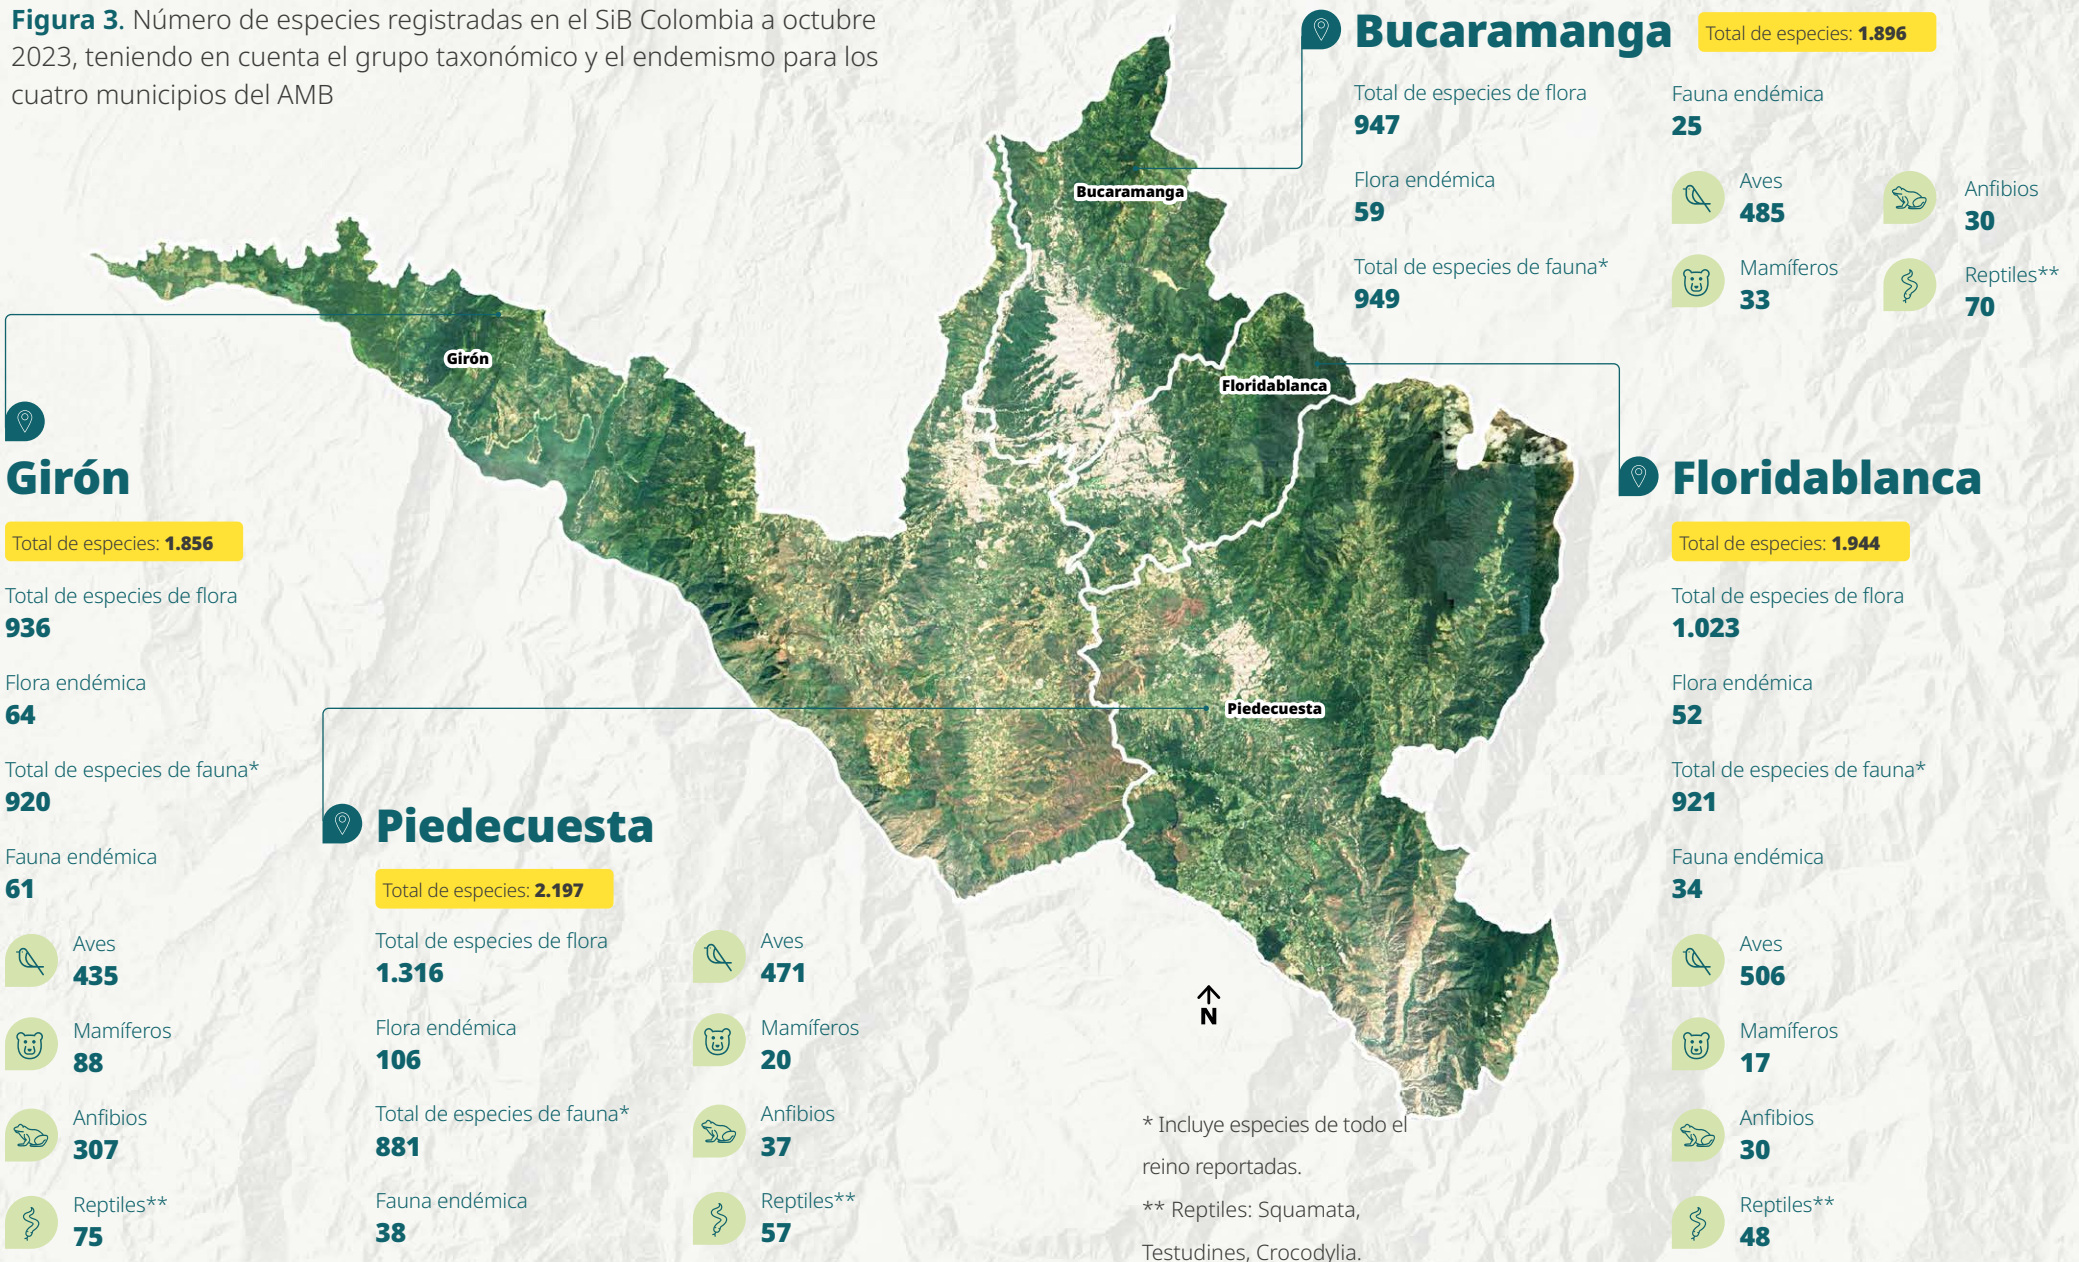 Figura 3. Número de especies registradas en el SiB Colombia a octubre
2023, teniendo en cuenta el grupo taxonómico y el endemismo para los
cuatro municipios del AMB
Bucaramanga
Total de especies: 1.896
Total de especies de flora
947
Flora endémica
59
Total de especies de fauna*
949
Fauna endémica
25
Aves
485
Anfibios
30
Mamíferos
33
Reptiles**
70
Bucaramanga
Girón
Floridablanca
Piedecuesta
Girón
Total de especies: 1.856
Total de especies de flora
936
Flora endémica
64
Total de especies de fauna*
920
Fauna endémica
61
Aves
435
Mamíferos
88
Anfibios
307
Reptiles**
75
Piedecuesta
Total de especies: 2.197
Total de especies de flora
1.316
Flora endémica
106
Total de especies de fauna*
881
Fauna endémica
38
Aves
471
Mamíferos
20
Anfibios
37
Reptiles**
57
N
* Incluye especies de todo el
reino reportadas.
** Reptiles: Squamata,
Testudines, Crocodylia.
Floridablanca
Total de especies: 1.944
Total de especies de flora
1.023
Flora endémica
52
Total de especies de fauna*
921
Fauna endémica
34
Aves
506
Mamíferos
17
Anfibios
30
Reptiles**
48